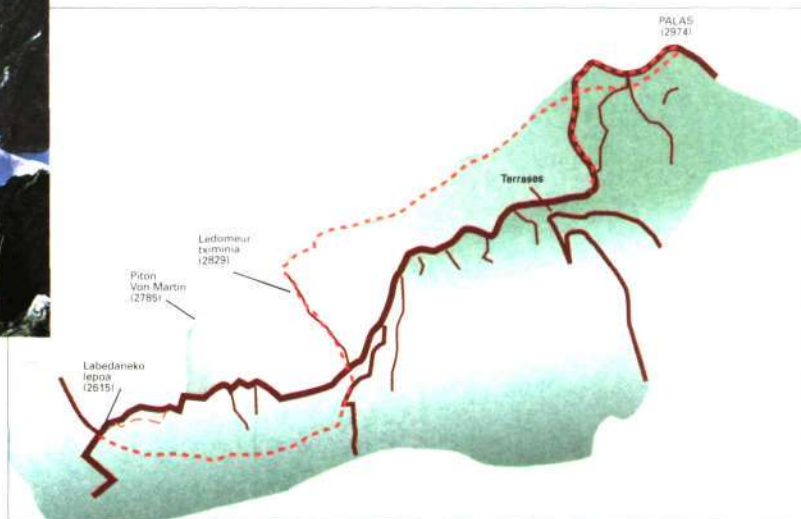 PALAS
(2974)
Terrases
Ledomeur
tximinia
(2829)
Piton
Von Martin
(2785)
Labedaneko
lepoa
(2615)